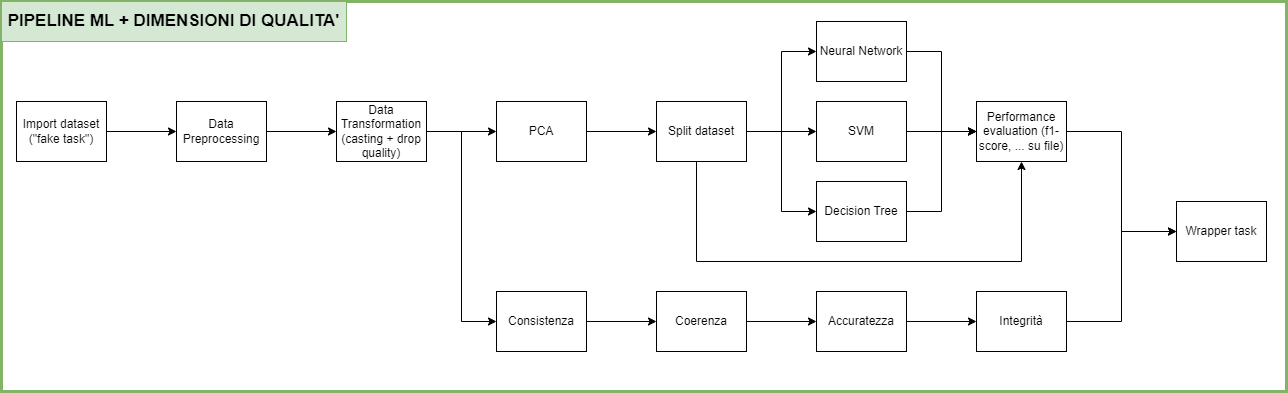 PIPELINE ML + DIMENSIONI DI QUALITA'
Neural Network
Import dataset
("fake task")
Data
Preprocessing
Data
Transformation
(casting + drop
quality)
PCA
Split dataset
SVM
Performance
evaluation (f1-
score, ... su file)
Decision Tree
Wrapper task
Consistenza
Coerenza
Accuratezza
Integrità